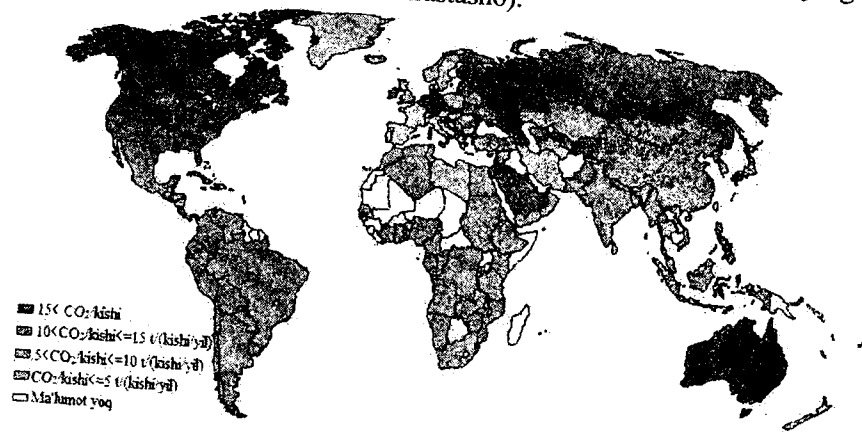 15< CO₂/kishi
10<CO₂/kishi<=15 t/(kishi·yil)
5<CO₂/kishi<=10 t/(kishi·yil)
CO₂/kishi<=5 t/(kishi·yil)
Ma'lumot yoq